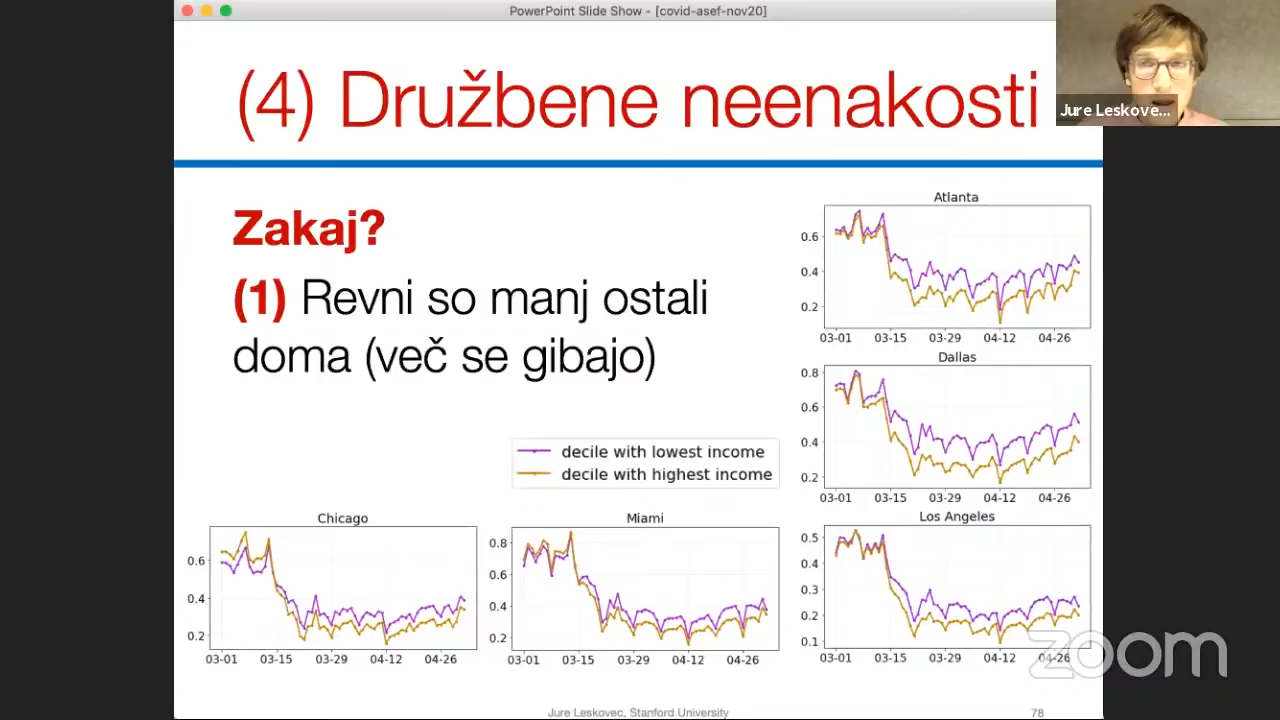 PowerPoint Slide Show - [covid-asef-nov20]
(4) Družbene neenakosti
Jure Leskove...
Zakaj?
(1) Revni so manj ostali
doma (več se gibajo)
decile with lowest income
decile with highest income
Atlanta
0.6
0.4
0.2
03-01 03-15 03-29 04-12 04-26
Dallas
0.8
0.6
0.4
0.2
03-01 03-15 03-29 04-12 04-26
Chicago
0.6
0.4
0.2
03-01 03-15 03-29 04-12 04-26
Miami
0.8
0.6
0.4
0.2
03-01 03-15 03-29 04-12 04-26
Los Angeles
0.5
0.4
0.3
0.2
0.1
03-01 03-15 03-29 04-12 04-26
zoom
Jure Leskovec, Stanford University
78